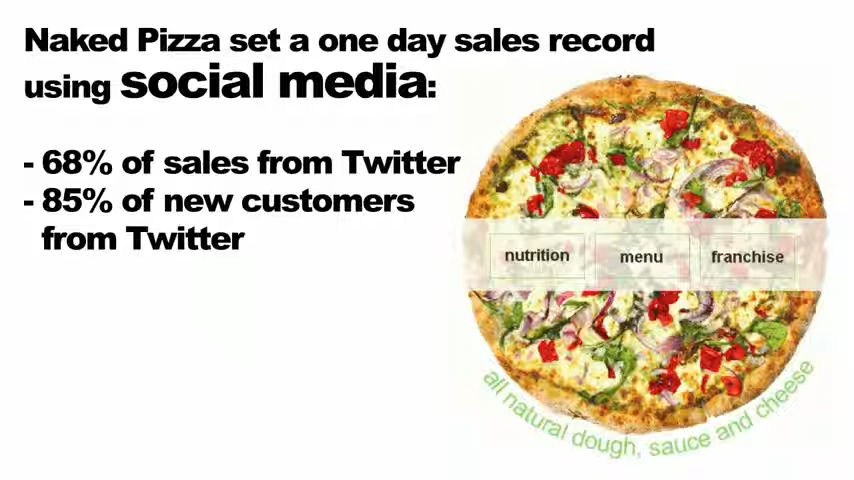 Naked Pizza set a one day sales record
using social media:
- 68% of sales from Twitter
- 85% of new customers
from Twitter
nutrition menu franchise
all natural dough, sauce and cheese